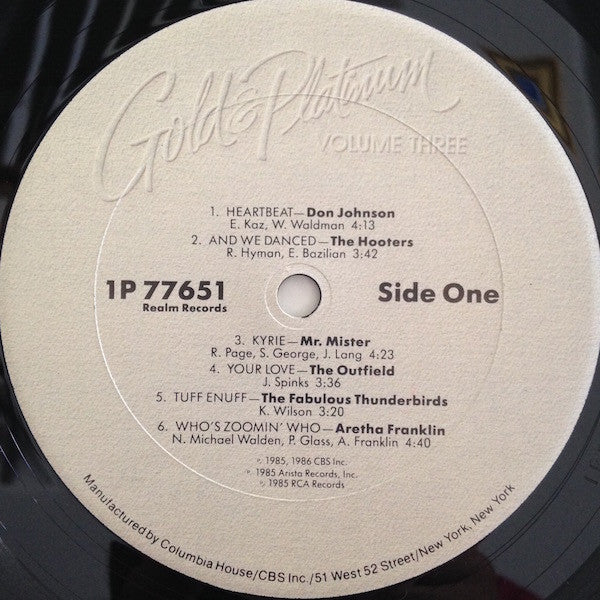 Gold & Platinum
VOLUME THREE
1. HEARTBEAT—Don Johnson
E. Kaz, W. Waldman 4:13
2. AND WE DANCED—The Hooters
R. Hyman, E. Bazilian 3:42
1P 77651
Realm Records
Side One
3. KYRIE—Mr. Mister
R. Page, S. George, J. Lang 4:23
4. YOUR LOVE—The Outfield
J. Spinks 3:36
5. TUFF ENUFF—The Fabulous Thunderbirds
K. Wilson 3:20
6. WHO'S ZOOMIN' WHO—Aretha Franklin
N. Michael Walden, P. Glass, A. Franklin 4:40
℗ 1985, 1986 CBS Inc.
℗ 1985 Arista Records, Inc.
℗ 1985 RCA Records
Manufactured by Columbia House/CBS Inc./51 West 52 Street/New York, New York